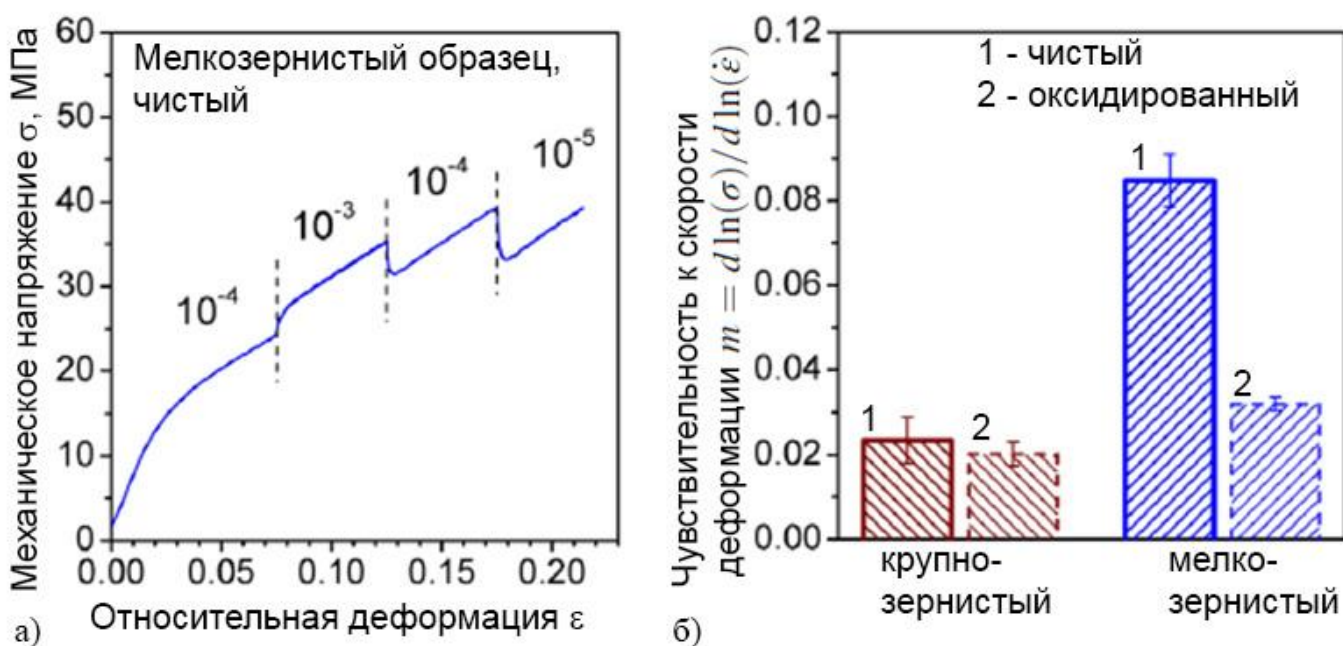 Механическое напряжение σ, МПа
60
50
40
30
20
10
0
Мелкозернистый образец,
чистый
10⁻⁴
10⁻³
10⁻⁴
10⁻⁵
0.00 0.05 0.10 0.15 0.20
Относительная деформация ε
а)
Чувствительность к скорости
деформации m = d ln(σ)/d ln(ε̇)
0.12
0.10
0.08
0.06
0.04
0.02
0.00
1 - чистый
2 - оксидированный
1
2
1
2
крупно-
зернистый
мелко-
зернистый
б)